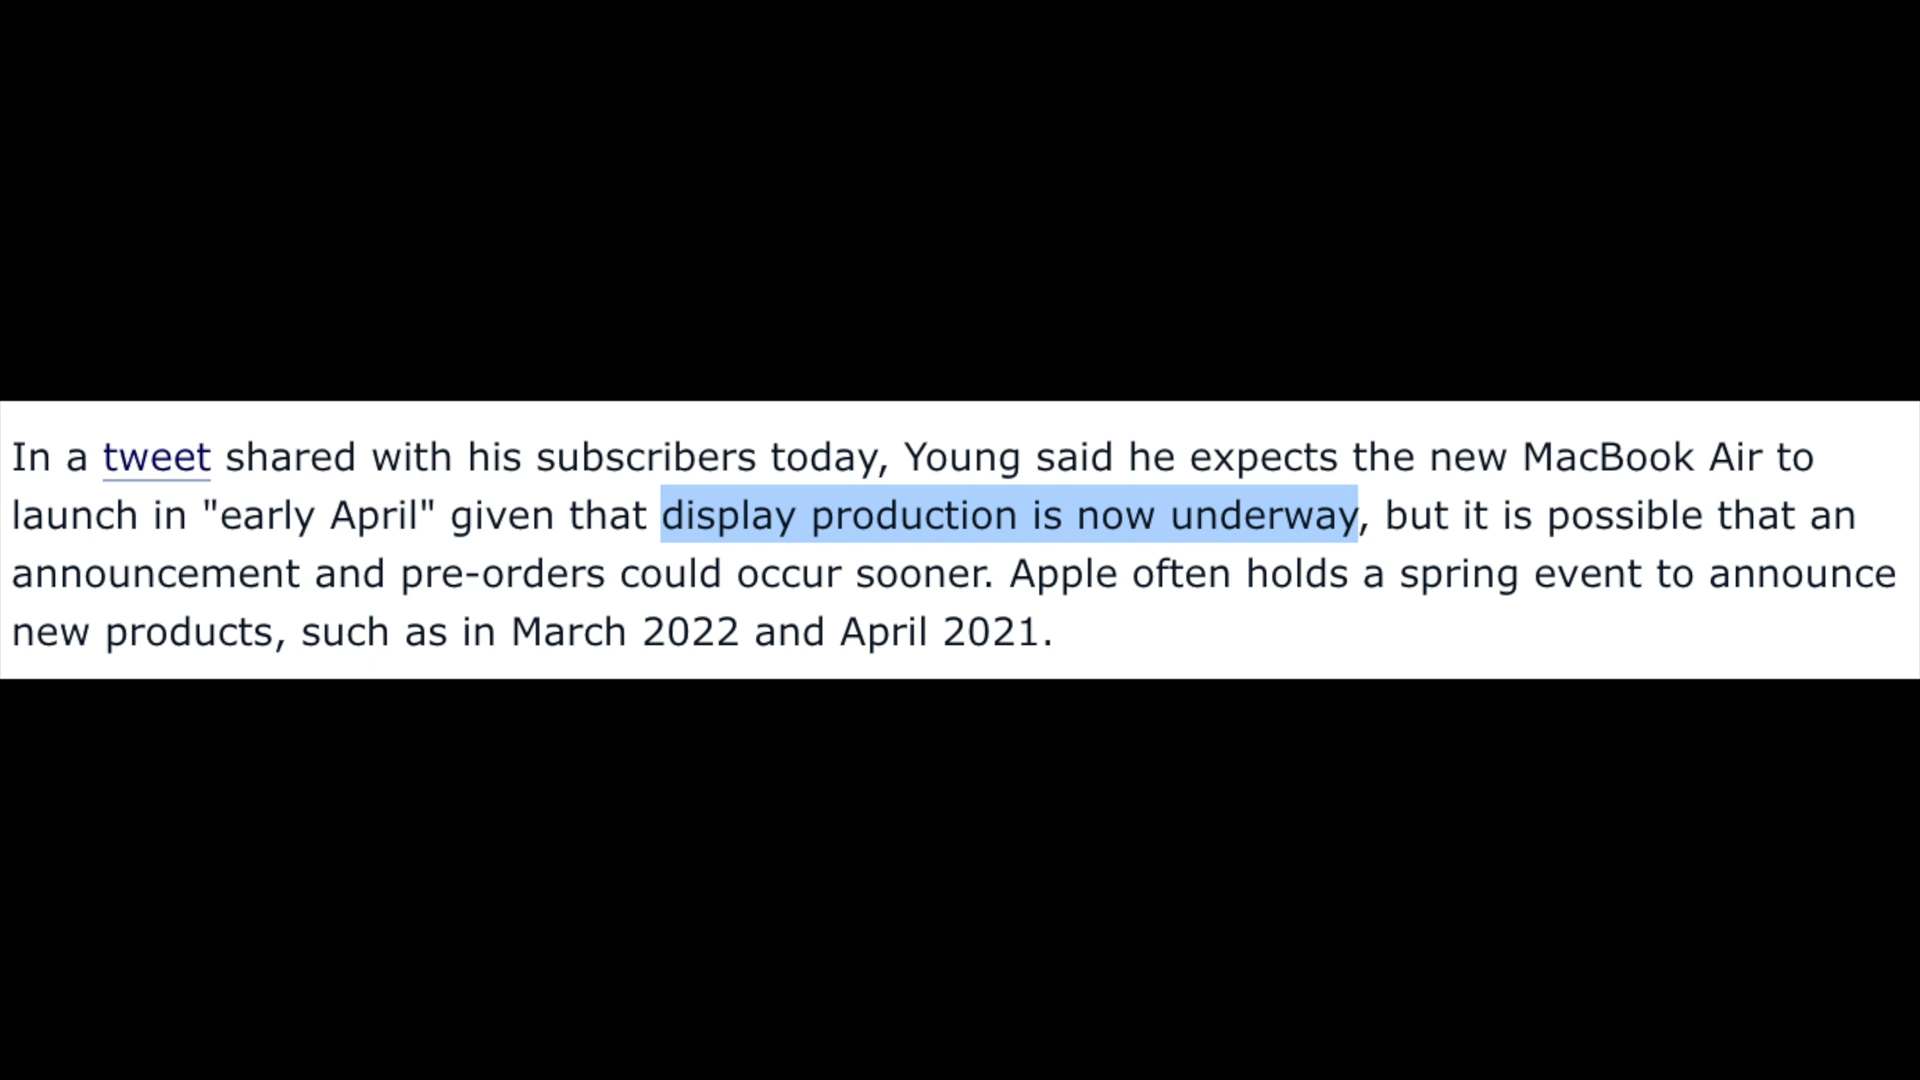 In a tweet shared with his subscribers today, Young said he expects the new MacBook Air to
launch in "early April" given that display production is now underway, but it is possible that an
announcement and pre-orders could occur sooner. Apple often holds a spring event to announce
new products, such as in March 2022 and April 2021.